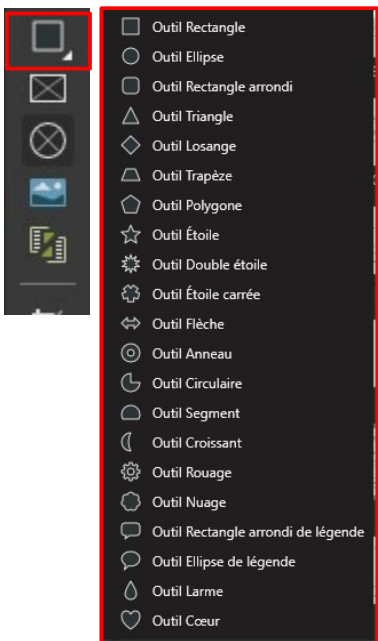 Outil Rectangle
Outil Ellipse
Outil Rectangle arrondi
Outil Triangle
Outil Losange
Outil Trapèze
Outil Polygone
Outil Étoile
Outil Double étoile
Outil Étoile carrée
Outil Flèche
Outil Anneau
Outil Circulaire
Outil Segment
Outil Croissant
Outil Rouage
Outil Nuage
Outil Rectangle arrondi de légende
Outil Ellipse de légende
Outil Larme
Outil Cœur